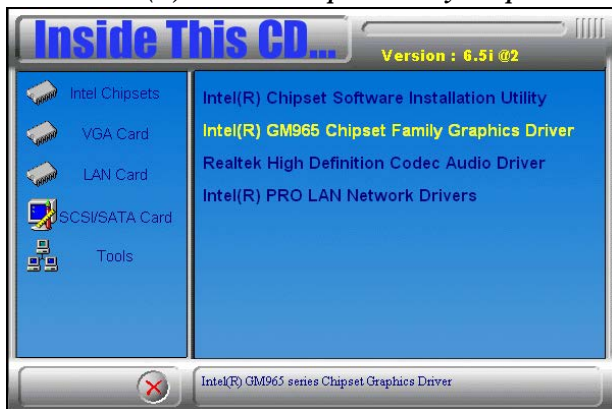 Inside This CD...
Version : 6.5i @2
Intel Chipsets
VGA Card
LAN Card
SCSI/SATA Card
Tools
Intel(R) Chipset Software Installation Utility
Intel(R) GM965 Chipset Family Graphics Driver
Realtek High Definition Codec Audio Driver
Intel(R) PRO LAN Network Drivers
Intel(R) GM965 series Chipset Graphics Driver